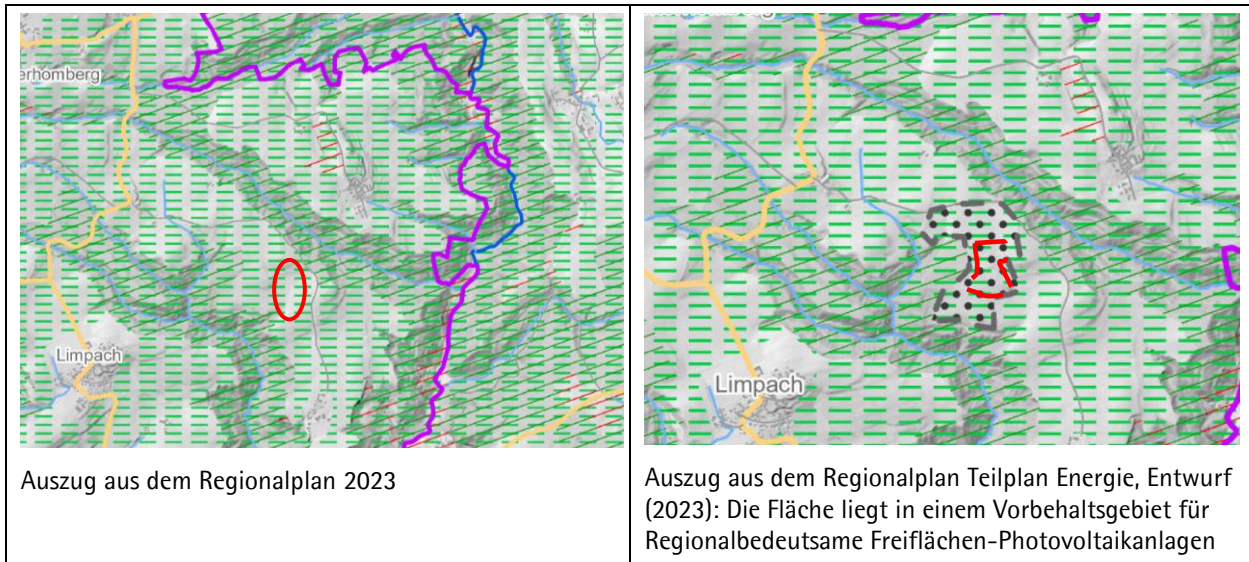 erhomberg
Limpach
Auszug aus dem Regionalplan 2023
Limpach
Auszug aus dem Regionalplan Teilplan Energie, Entwurf
(2023): Die Fläche liegt in einem Vorbehaltsgebiet für
Regionalbedeutsame Freiflächen-Photovoltaikanlagen